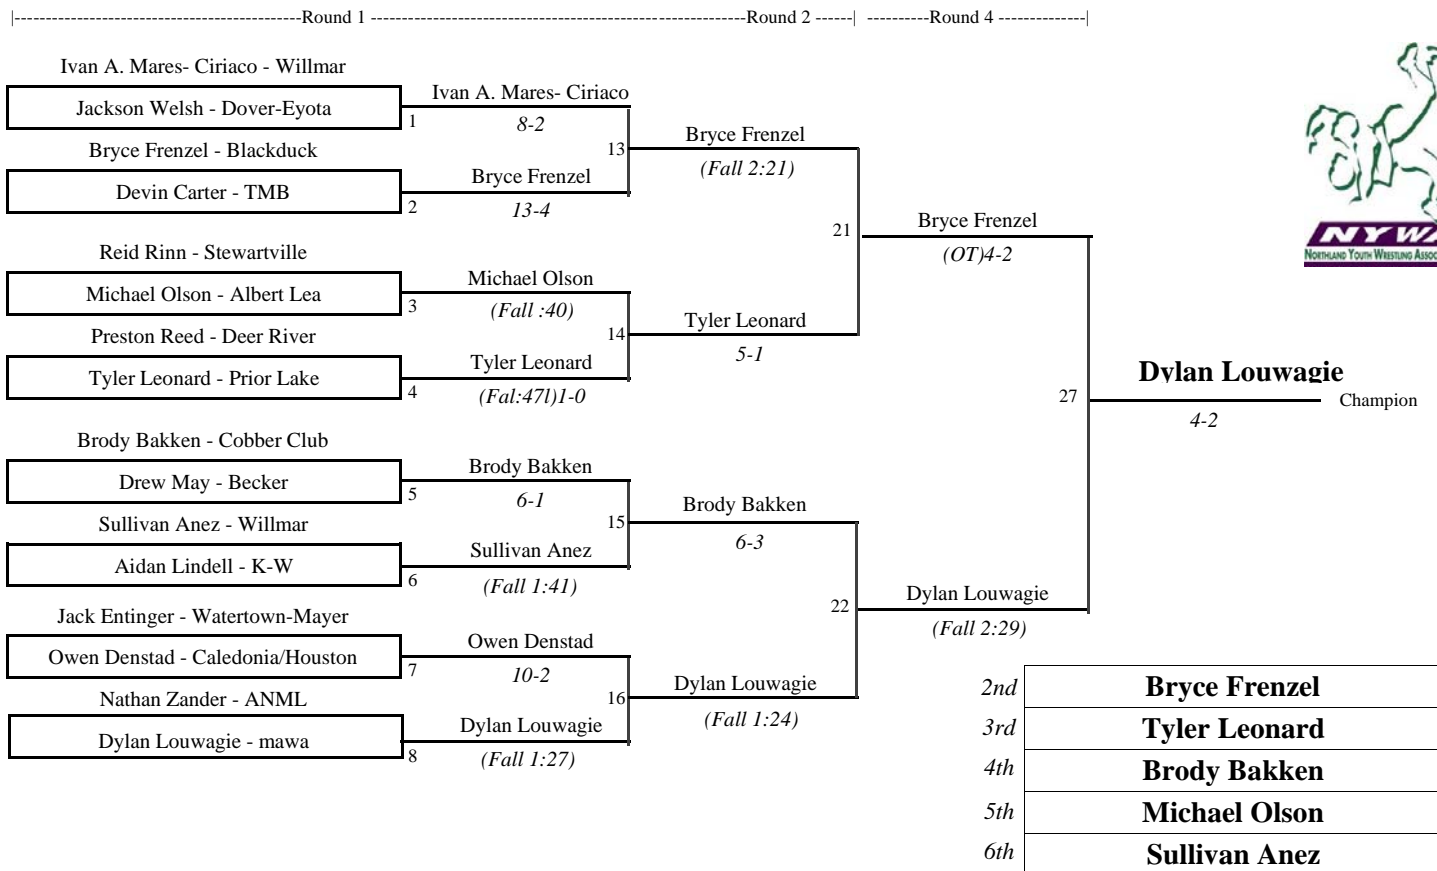 |----------------------------------------------Round 1 ------------------------------------------------------------Round 2 ------| ----------Round 4 --------------|
Ivan A. Mares- Ciriaco - Willmar
Jackson Welsh - Dover-Eyota
1
Bryce Frenzel - Blackduck
Devin Carter - TMB
2
Reid Rinn - Stewartville
Michael Olson - Albert Lea
3
Preston Reed - Deer River
Tyler Leonard - Prior Lake
4
Brody Bakken - Cobber Club
Drew May - Becker
5
Sullivan Anez - Willmar
Aidan Lindell - K-W
6
Jack Entinger - Watertown-Mayer
Owen Denstad - Caledonia/Houston
7
Nathan Zander - ANML
Dylan Louwagie - mawa
8
Ivan A. Mares- Ciriaco
8-2
13
Bryce Frenzel
13-4
Michael Olson
(Fall :40)
14
Tyler Leonard
(Fal:47l)1-0
Brody Bakken
6-1
15
Sullivan Anez
(Fall 1:41)
Owen Denstad
10-2
16
Dylan Louwagie
(Fall 1:27)
Bryce Frenzel
(Fall 2:21)
21
Tyler Leonard
5-1
Brody Bakken
6-3
22
Dylan Louwagie
(Fall 1:24)
Bryce Frenzel
(OT)4-2
27
Dylan Louwagie
(Fall 2:29)
Dylan Louwagie
Champion
4-2
NYWA
NORTHLAND YOUTH WRESTLING ASSOC
2nd Bryce Frenzel
3rd Tyler Leonard
4th Brody Bakken
5th Michael Olson
6th Sullivan Anez